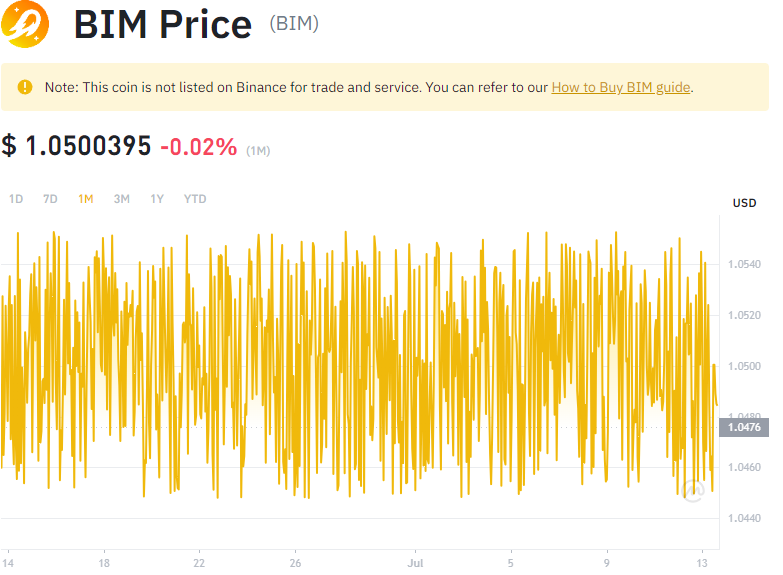 BIM Price (BIM)
Note: This coin is not listed on Binance for trade and service. You can refer to our How to Buy BIM guide.
$ 1.0500395 -0.02% (1M)
1D 7D 1M 3M 1Y YTD
USD
1.0540
1.0520
1.0500
1.0480
1.0476
1.0460
1.0440
14 18 22 26 Jul 5 9 13